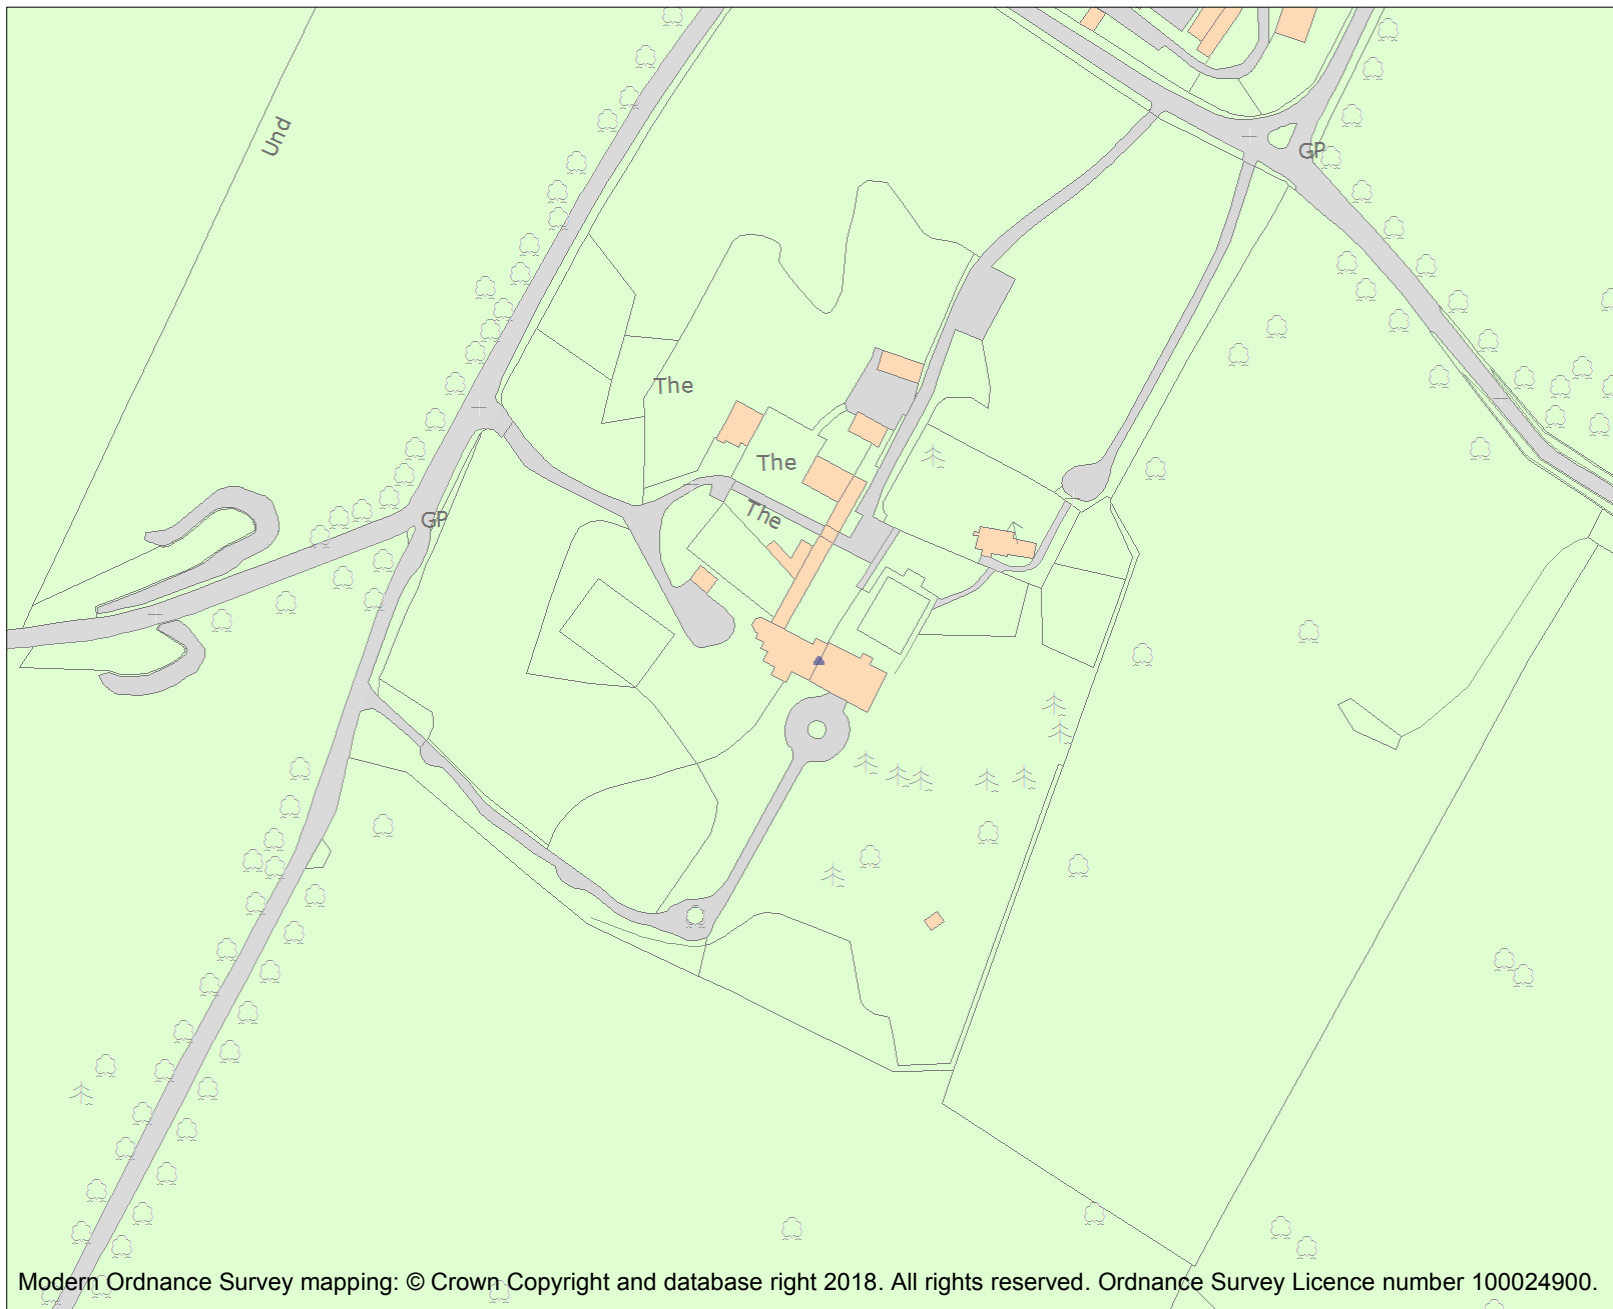 Und
GP
The
The
The
GP
Modern Ordnance Survey mapping: © Crown Copyright and database right 2018. All rights reserved. Ordnance Survey Licence number 100024900.